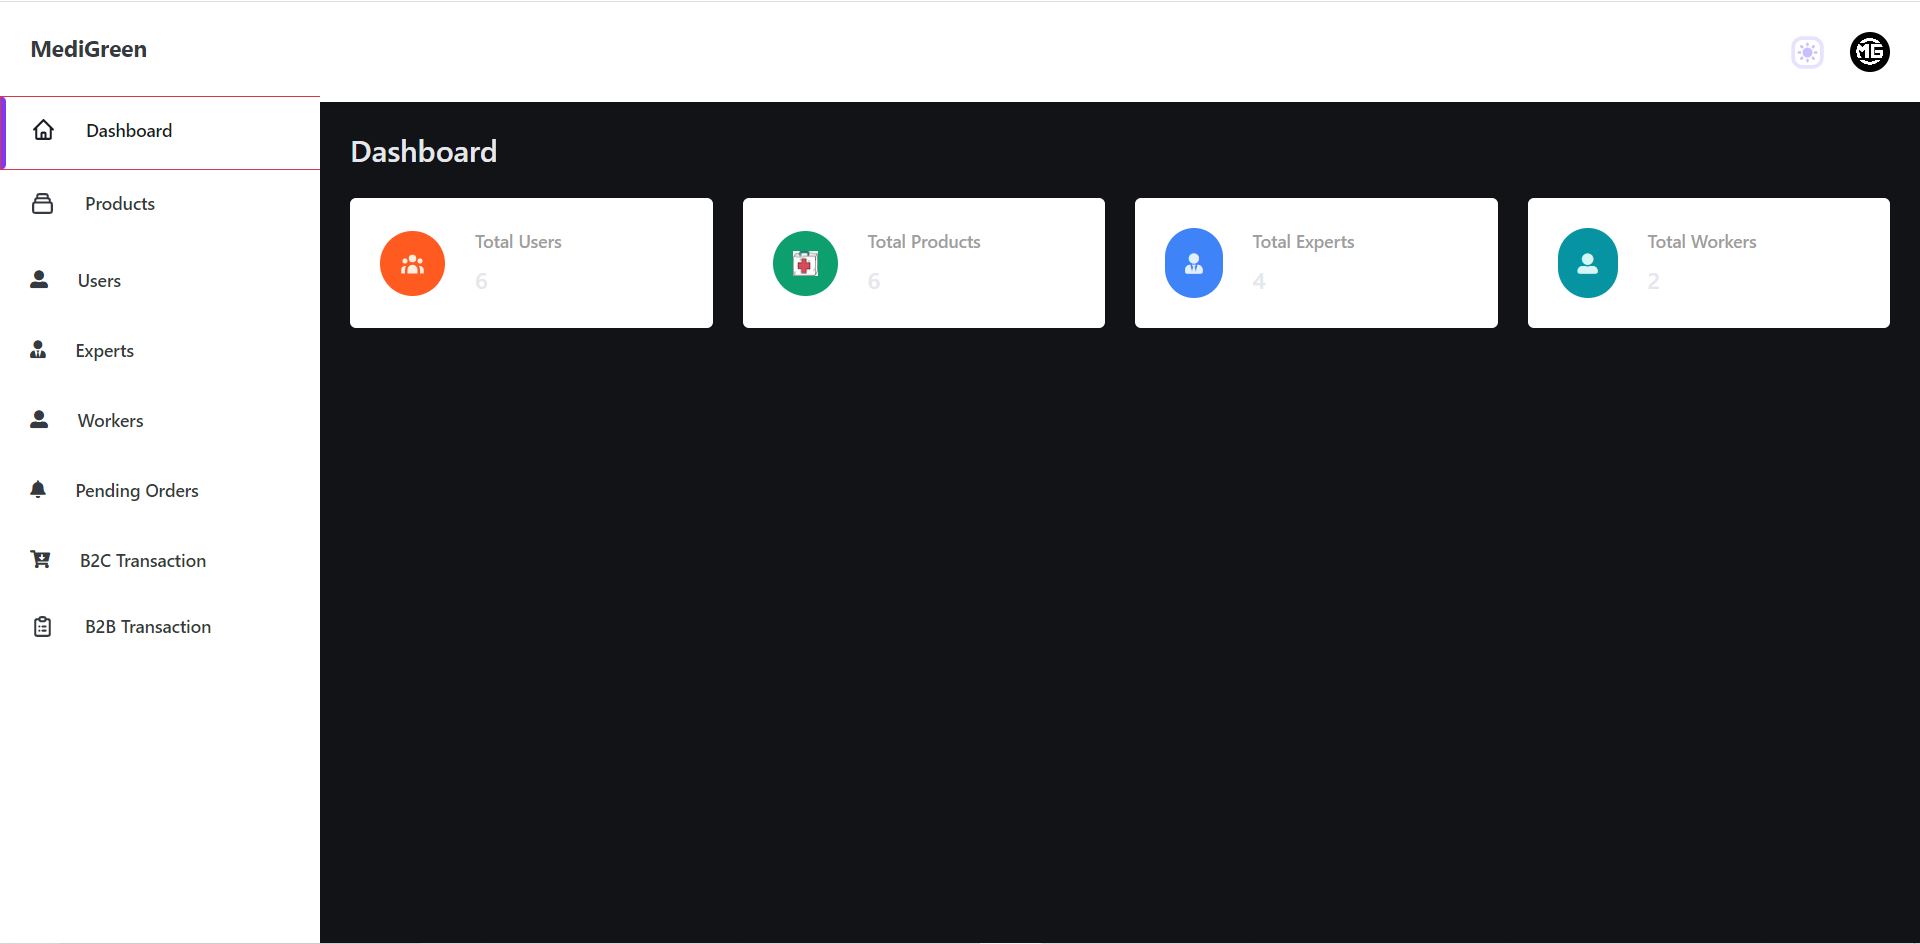 MediGreen
MG
Dashboard
Products
Users
Experts
Workers
Pending Orders
B2C Transaction
B2B Transaction
Dashboard
Total Users
6
Total Products
6
Total Experts
4
Total Workers
2